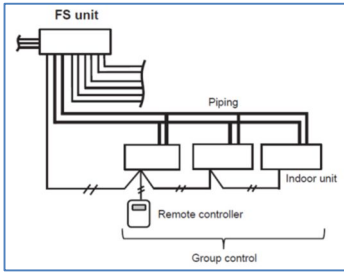 FS unit
Piping
Indoor unit
Remote controller
Group control